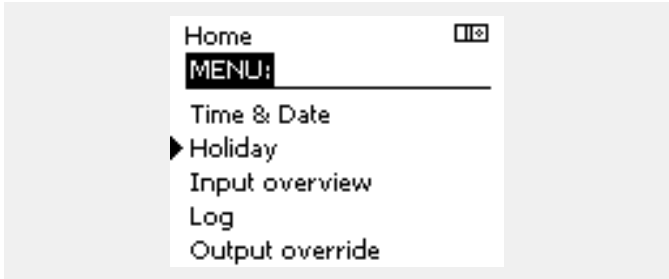 Home
MENU:
Time & Date
Holiday
Input overview
Log
Output override